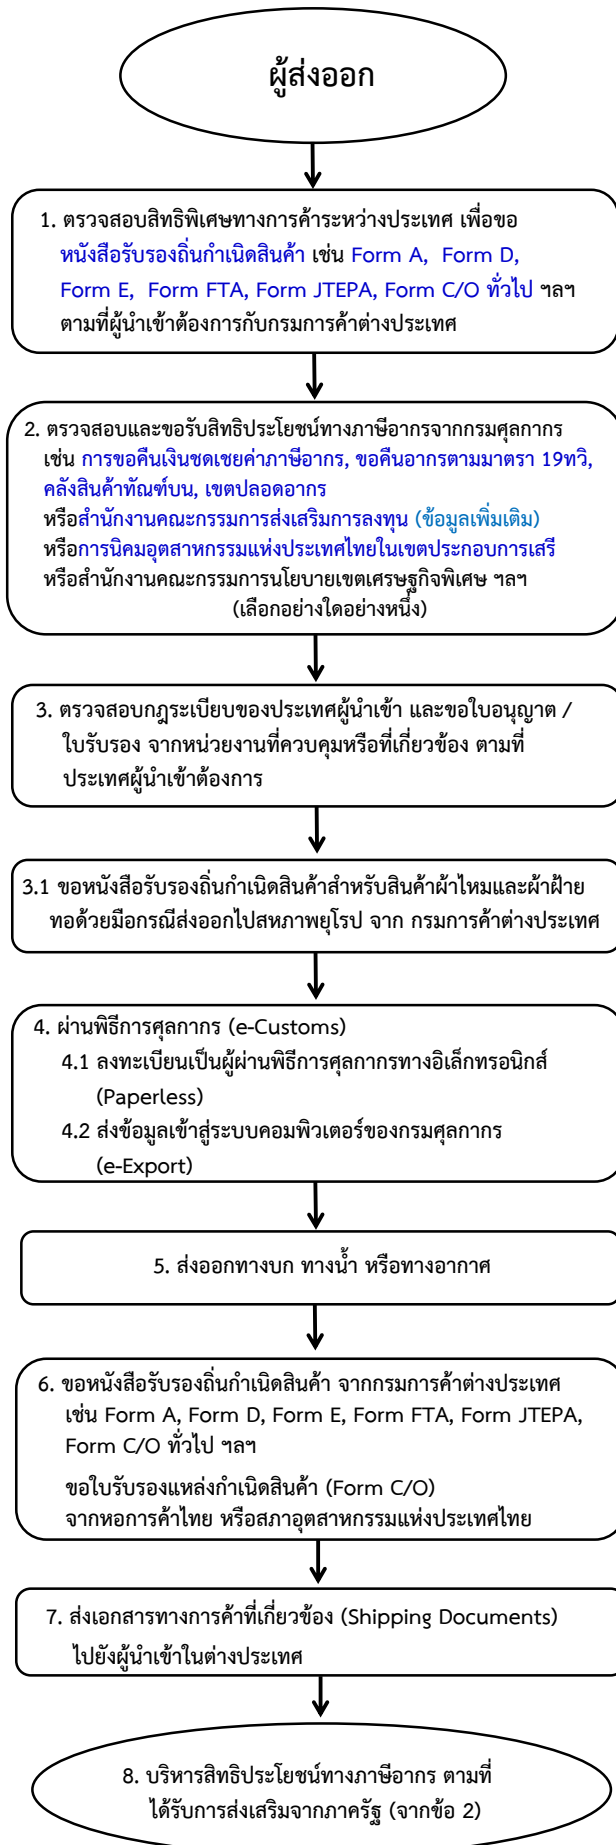 ผู้ส่งออก
1. ตรวจสอบสิทธิพิเศษทางการค้าระหว่างประเทศ เพื่อขอ
หนังสือรับรองถิ่นกำเนิดสินค้า เช่น Form A, Form D,
Form E, Form FTA, Form JTEPA, Form C/O ทั่วไป ฯลฯ
ตามที่ผู้นำเข้าต้องการกับกรมการค้าต่างประเทศ
2. ตรวจสอบและขอรับสิทธิประโยชน์ทางภาษีอากรจากกรมศุลกากร
เช่น การขอคืนเงินชดเชยค่าภาษีอากร, ขอคืนอากรตามมาตรา 19ทวิ,
คลังสินค้าทัณฑ์บน, เขตปลอดอากร
หรือสำนักงานคณะกรรมการส่งเสริมการลงทุน (ข้อมูลเพิ่มเติม)
หรือการนิคมอุตสาหกรรมแห่งประเทศไทยในเขตประกอบการเสรี
หรือสำนักงานคณะกรรมการนโยบายเขตเศรษฐกิจพิเศษ ฯลฯ
(เลือกอย่างใดอย่างหนึ่ง)
3. ตรวจสอบกฎระเบียบของประเทศผู้นำเข้า และขอใบอนุญาต /
ใบรับรอง จากหน่วยงานที่ควบคุมหรือที่เกี่ยวข้อง ตามที่
ประเทศผู้นำเข้าต้องการ
3.1 ขอหนังสือรับรองถิ่นกำเนิดสินค้าสำหรับสินค้าผ้าไหมและผ้าฝ้าย
ทอด้วยมือกรณีส่งออกไปสหภาพยุโรป จาก กรมการค้าต่างประเทศ
4. ผ่านพิธีการศุลกากร (e-Customs)
4.1 ลงทะเบียนเป็นผู้ผ่านพิธีการศุลกากรทางอิเล็กทรอนิกส์
(Paperless)
4.2 ส่งข้อมูลเข้าสู่ระบบคอมพิวเตอร์ของกรมศุลกากร
(e-Export)
5. ส่งออกทางบก ทางน้ำ หรือทางอากาศ
6. ขอหนังสือรับรองถิ่นกำเนิดสินค้า จากกรมการค้าต่างประเทศ
เช่น Form A, Form D, Form E, Form FTA, Form JTEPA,
Form C/O ทั่วไป ฯลฯ
ขอใบรับรองแหล่งกำเนิดสินค้า (Form C/O)
จากหอการค้าไทย หรือสภาอุตสาหกรรมแห่งประเทศไทย
7. ส่งเอกสารทางการค้าที่เกี่ยวข้อง (Shipping Documents)
ไปยังผู้นำเข้าในต่างประเทศ
8. บริหารสิทธิประโยชน์ทางภาษีอากร ตามที่
ได้รับการส่งเสริมจากภาครัฐ (จากข้อ 2)